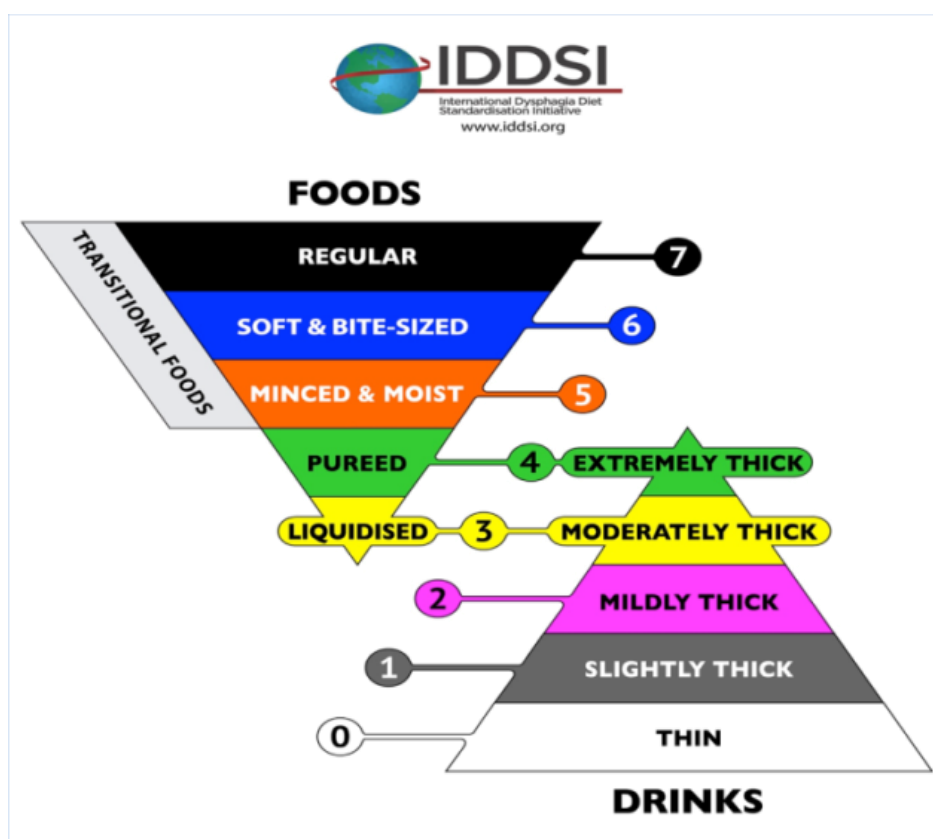 IDDSI
International Dysphagia Diet
Standardisation Initiative
www.iddsi.org
FOODS
TRANSITIONAL FOODS
REGULAR
7
SOFT & BITE-SIZED
6
MINCED & MOIST
5
PUREED
4
EXTREMELY THICK
LIQUIDISED
3
MODERATELY THICK
2
MILDLY THICK
1
SLIGHTLY THICK
0
THIN
DRINKS